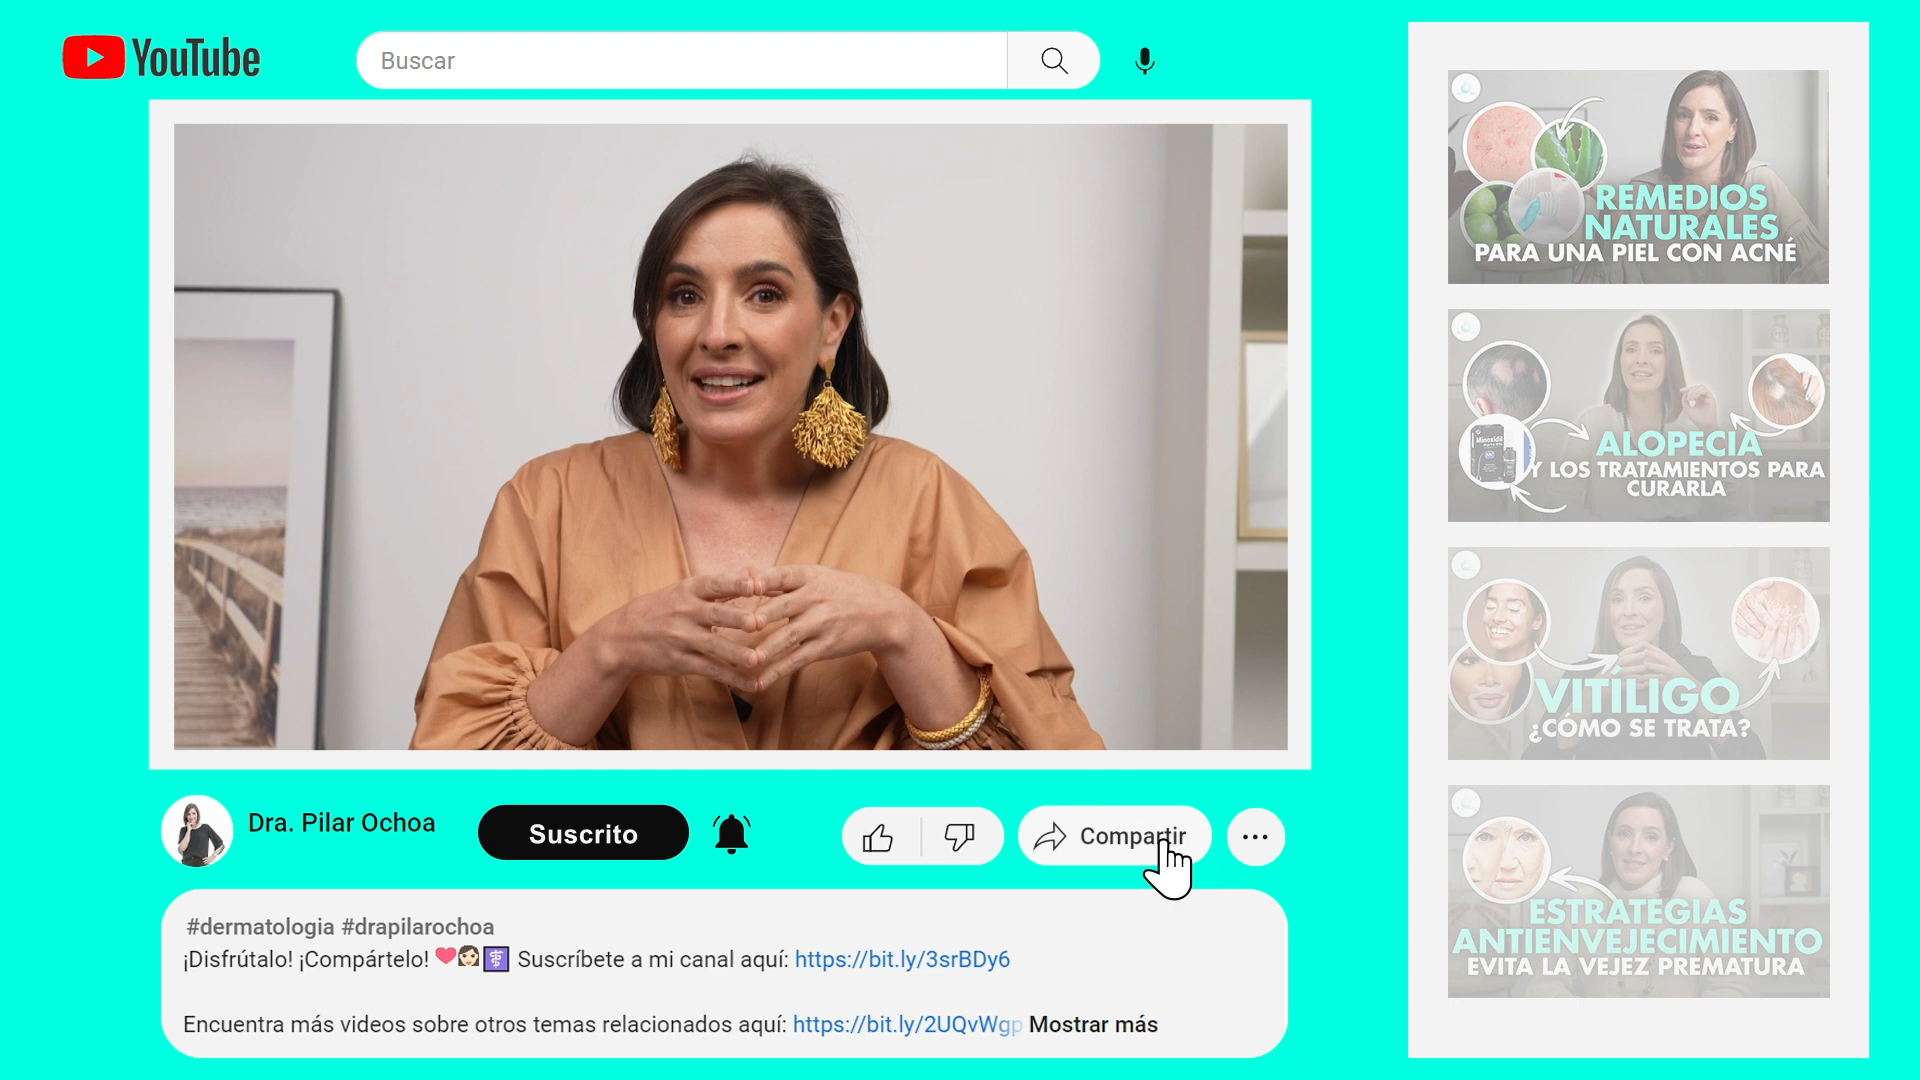 YouTube
Buscar
Dra. Pilar Ochoa
Suscrito
Compartir
#dermatologia #drapilarochoa
¡Disfrútalo! ¡Compártelo! ❤️👩🏻⚕️ Suscríbete a mi canal aquí: https://bit.ly/3srBDy6
Encuentra más videos sobre otros temas relacionados aquí: https://bit.ly/2UQvWgp Mostrar más
REMEDIOS
NATURALES
PARA UNA PIEL CON ACNÉ
Minoxidil
ALOPECIA
Y LOS TRATAMIENTOS PARA
CURARLA
VITÍLIGO
¿CÓMO SE TRATA?
ESTRATEGIAS
ANTIENVEJECIMIENTO
EVITA LA VEJEZ PREMATURA